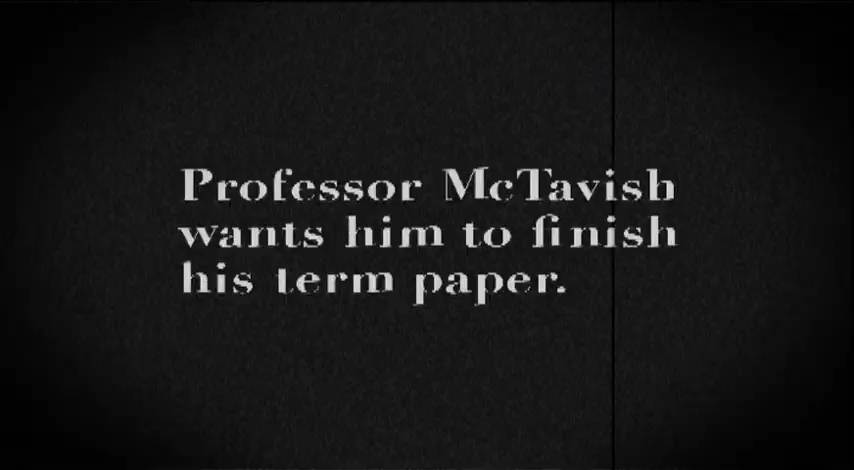 Professor McTavish
wants him to finish
his term paper.